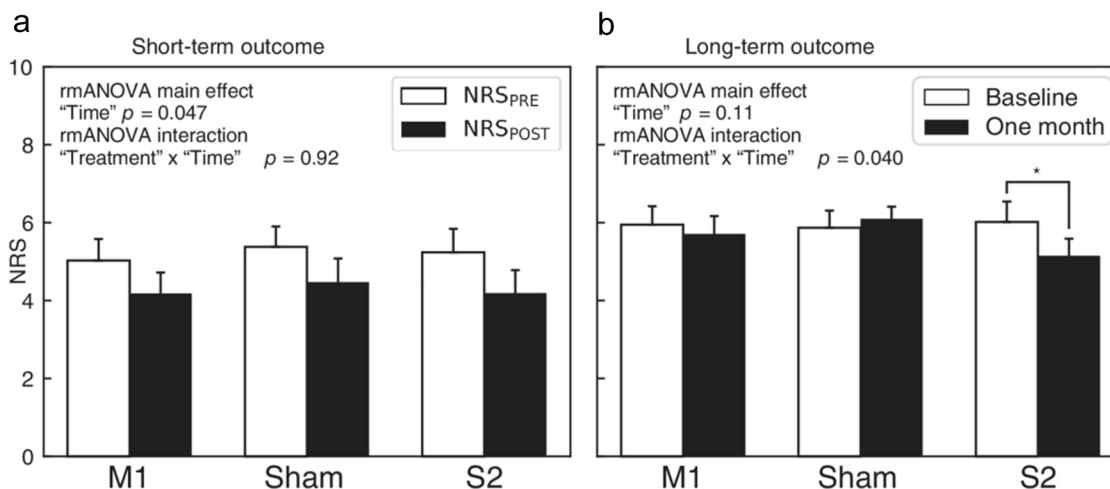 a
Short-term outcome
10
8
6
4
2
0
NRS
rmANOVA main effect
“Time” p = 0.047
rmANOVA interaction
“Treatment” x “Time” p = 0.92
NRSPRE
NRSPOST
M1 Sham S2
b
Long-term outcome
rmANOVA main effect
“Time” p = 0.11
rmANOVA interaction
“Treatment” x “Time” p = 0.040
Baseline
One month
*
M1 Sham S2